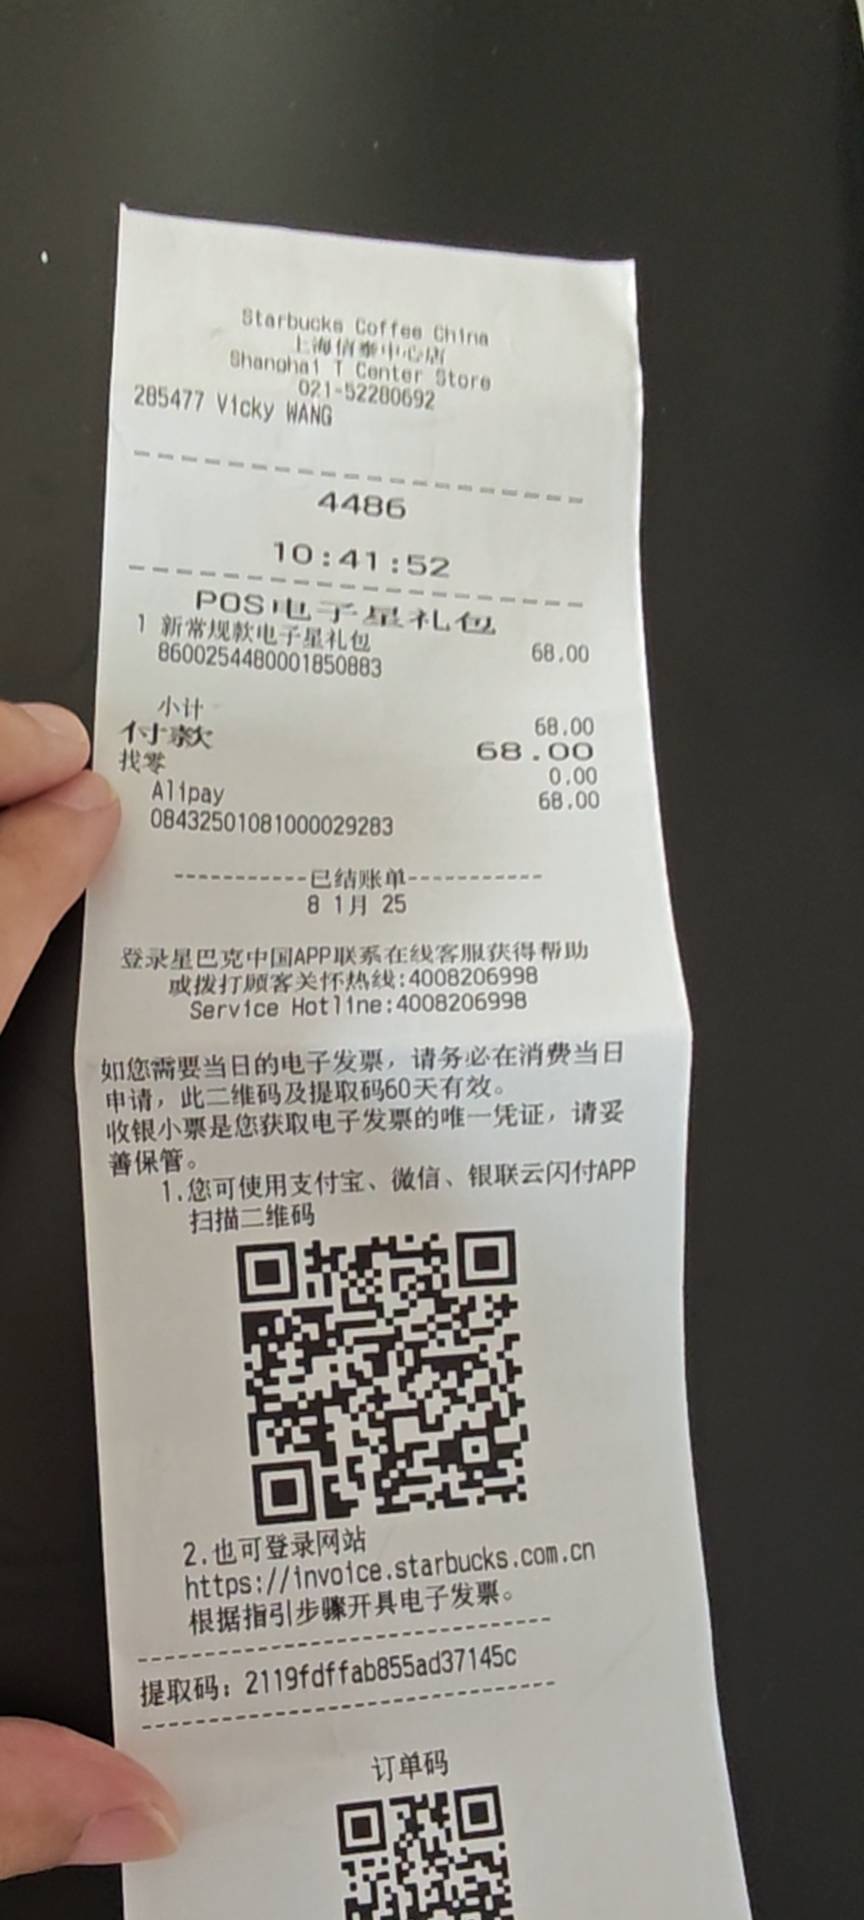 Starbucks Coffee China
上海信泰中心店
Shanghai T Center Store
021-52280692
285477 Vicky WANG
4486
10:41:52
POS电子星礼包
1 新常规款电子星礼包 68.00
8600254480001850883
小计 68.00
付款 68.00
找零 0.00
Alipay 68.00
08432501081000029283
-----------已结账单-----------
8 1月 25
登录星巴克中国APP联系在线客服获得帮助
或拨打顾客关怀热线:4008206998
Service Hotline:4008206998
如您需要当日的电子发票，请务必在消费当日
申请，此二维码及提取码60天有效。
收银小票是您获取电子发票的唯一凭证，请妥
善保管。
1.您可使用支付宝、微信、银联云闪付APP
扫描二维码
2.也可登录网站
https://invoice.starbucks.com.cn
根据指引步骤开具电子发票。
提取码：2119fdffab855ad37145c
订单码